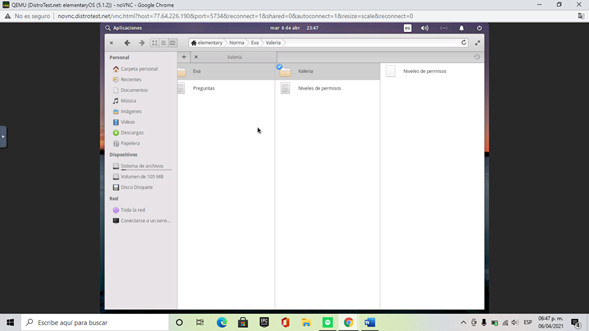 QEMU (DistroTest.net: elementaryOS (5.1.2)) - noVNC - Google Chrome
No es seguro | novnc.distrotest.net/vnc.html?host=77.64.226.190&port=5734&reconnect=1&shared=0&autoconnect=1&resize=scale&reconnect=0
Aplicaciones
mar 6 de abr 23:47
es
elementary
Norma
Eva
Valeria
Valeria
Personal
Carpeta personal
Recientes
Documentos
Música
Imágenes
Vídeos
Descargas
Papelera
Dispositivos
Sistema de archivos
Volumen de 105 MB
Disco Disquete
Red
Toda la red
Conectarse a un servi...
Eva
Preguntas
Valeria
Niveles de permisos
Niveles de permisos
Escribe aquí para buscar
EPIC
ESP
06:47 p. m.
06/04/2021